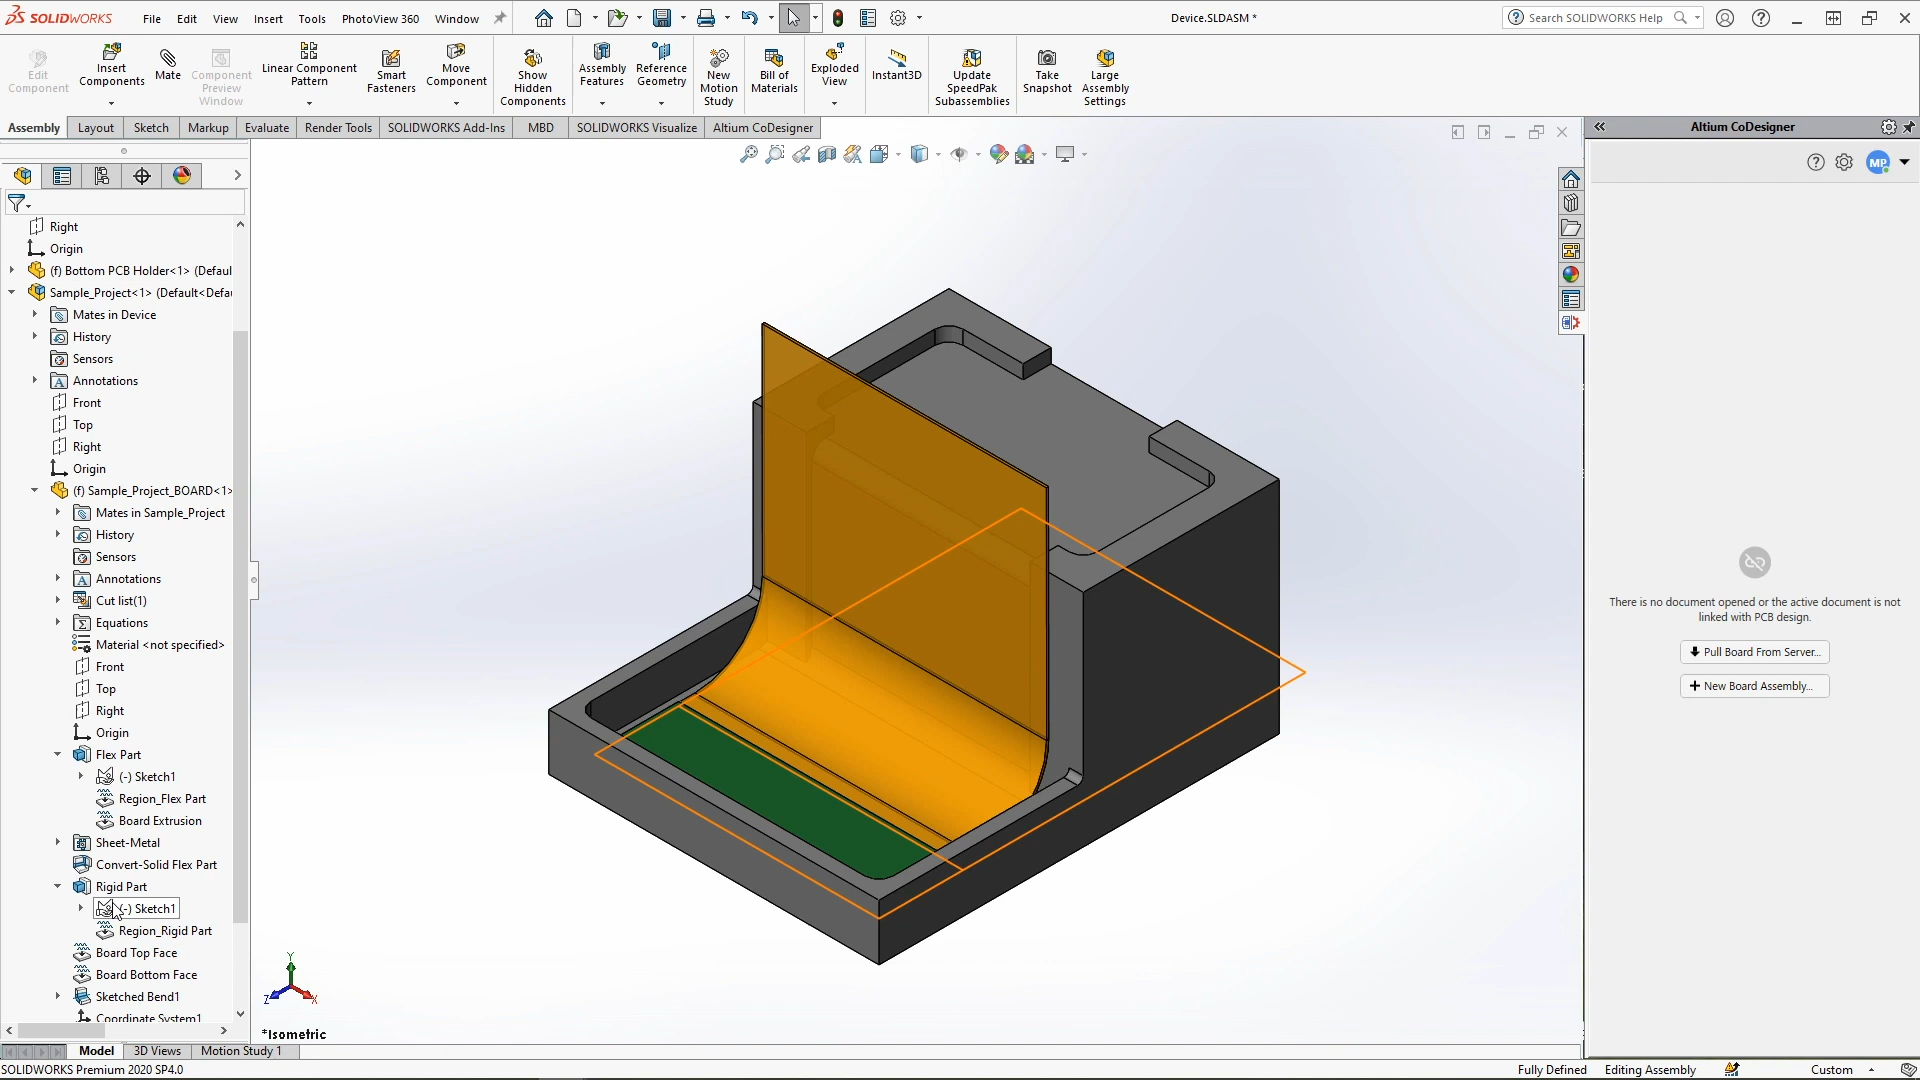 SOLIDWORKS File Edit View Insert Tools PhotoView 360 Window Device.SLDASM * Search SOLIDWORKS Help
Edit Component
Insert Components
Mate
Component Preview Window
Linear Component Pattern
Smart Fasteners
Move Component
Show Hidden Components
Assembly Features
Reference Geometry
New Motion Study
Bill of Materials
Exploded View
Instant3D
Update SpeedPak Subassemblies
Take Snapshot
Large Assembly Settings
Assembly Layout Sketch Markup Evaluate Render Tools SOLIDWORKS Add-Ins MBD SOLIDWORKS Visualize Altium CoDesigner
Altium CoDesigner
MP
Right
Origin
(f) Bottom PCB Holder<1> (Defaul
Sample_Project<1> (Default<Defa
Mates in Device
History
Sensors
Annotations
Front
Top
Right
Origin
(f) Sample_Project_BOARD<1>
Mates in Sample_Project
History
Sensors
Annotations
Cut list(1)
Equations
Material <not specified>
Front
Top
Right
Origin
Flex Part
(-) Sketch1
Region_Flex Part
Board Extrusion
Sheet-Metal
Convert-Solid Flex Part
Rigid Part
(-) Sketch1
Region_Rigid Part
Board Top Face
Board Bottom Face
Sketched Bend1
Coordinate System1
There is no document opened or the active document is not
linked with PCB design.
Pull Board From Server...
New Board Assembly...
Y
Z X
*Isometric
Model 3D Views Motion Study 1
SOLIDWORKS Premium 2020 SP4.0 Fully Defined Editing Assembly Custom